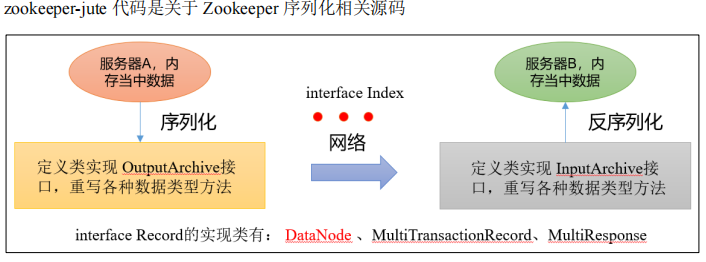 zookeeper-jute 代码是关于 Zookeeper 序列化相关源码
服务器A，内
存当中数据
序列化
定义类实现 OutputArchive接
口，重写各种数据类型方法
interface Index
网络
服务器B，内
存当中数据
反序列化
定义类实现 InputArchive接
口，重写各种数据类型方法
interface Record的实现类有： DataNode 、MultiTransactionRecord、MultiResponse